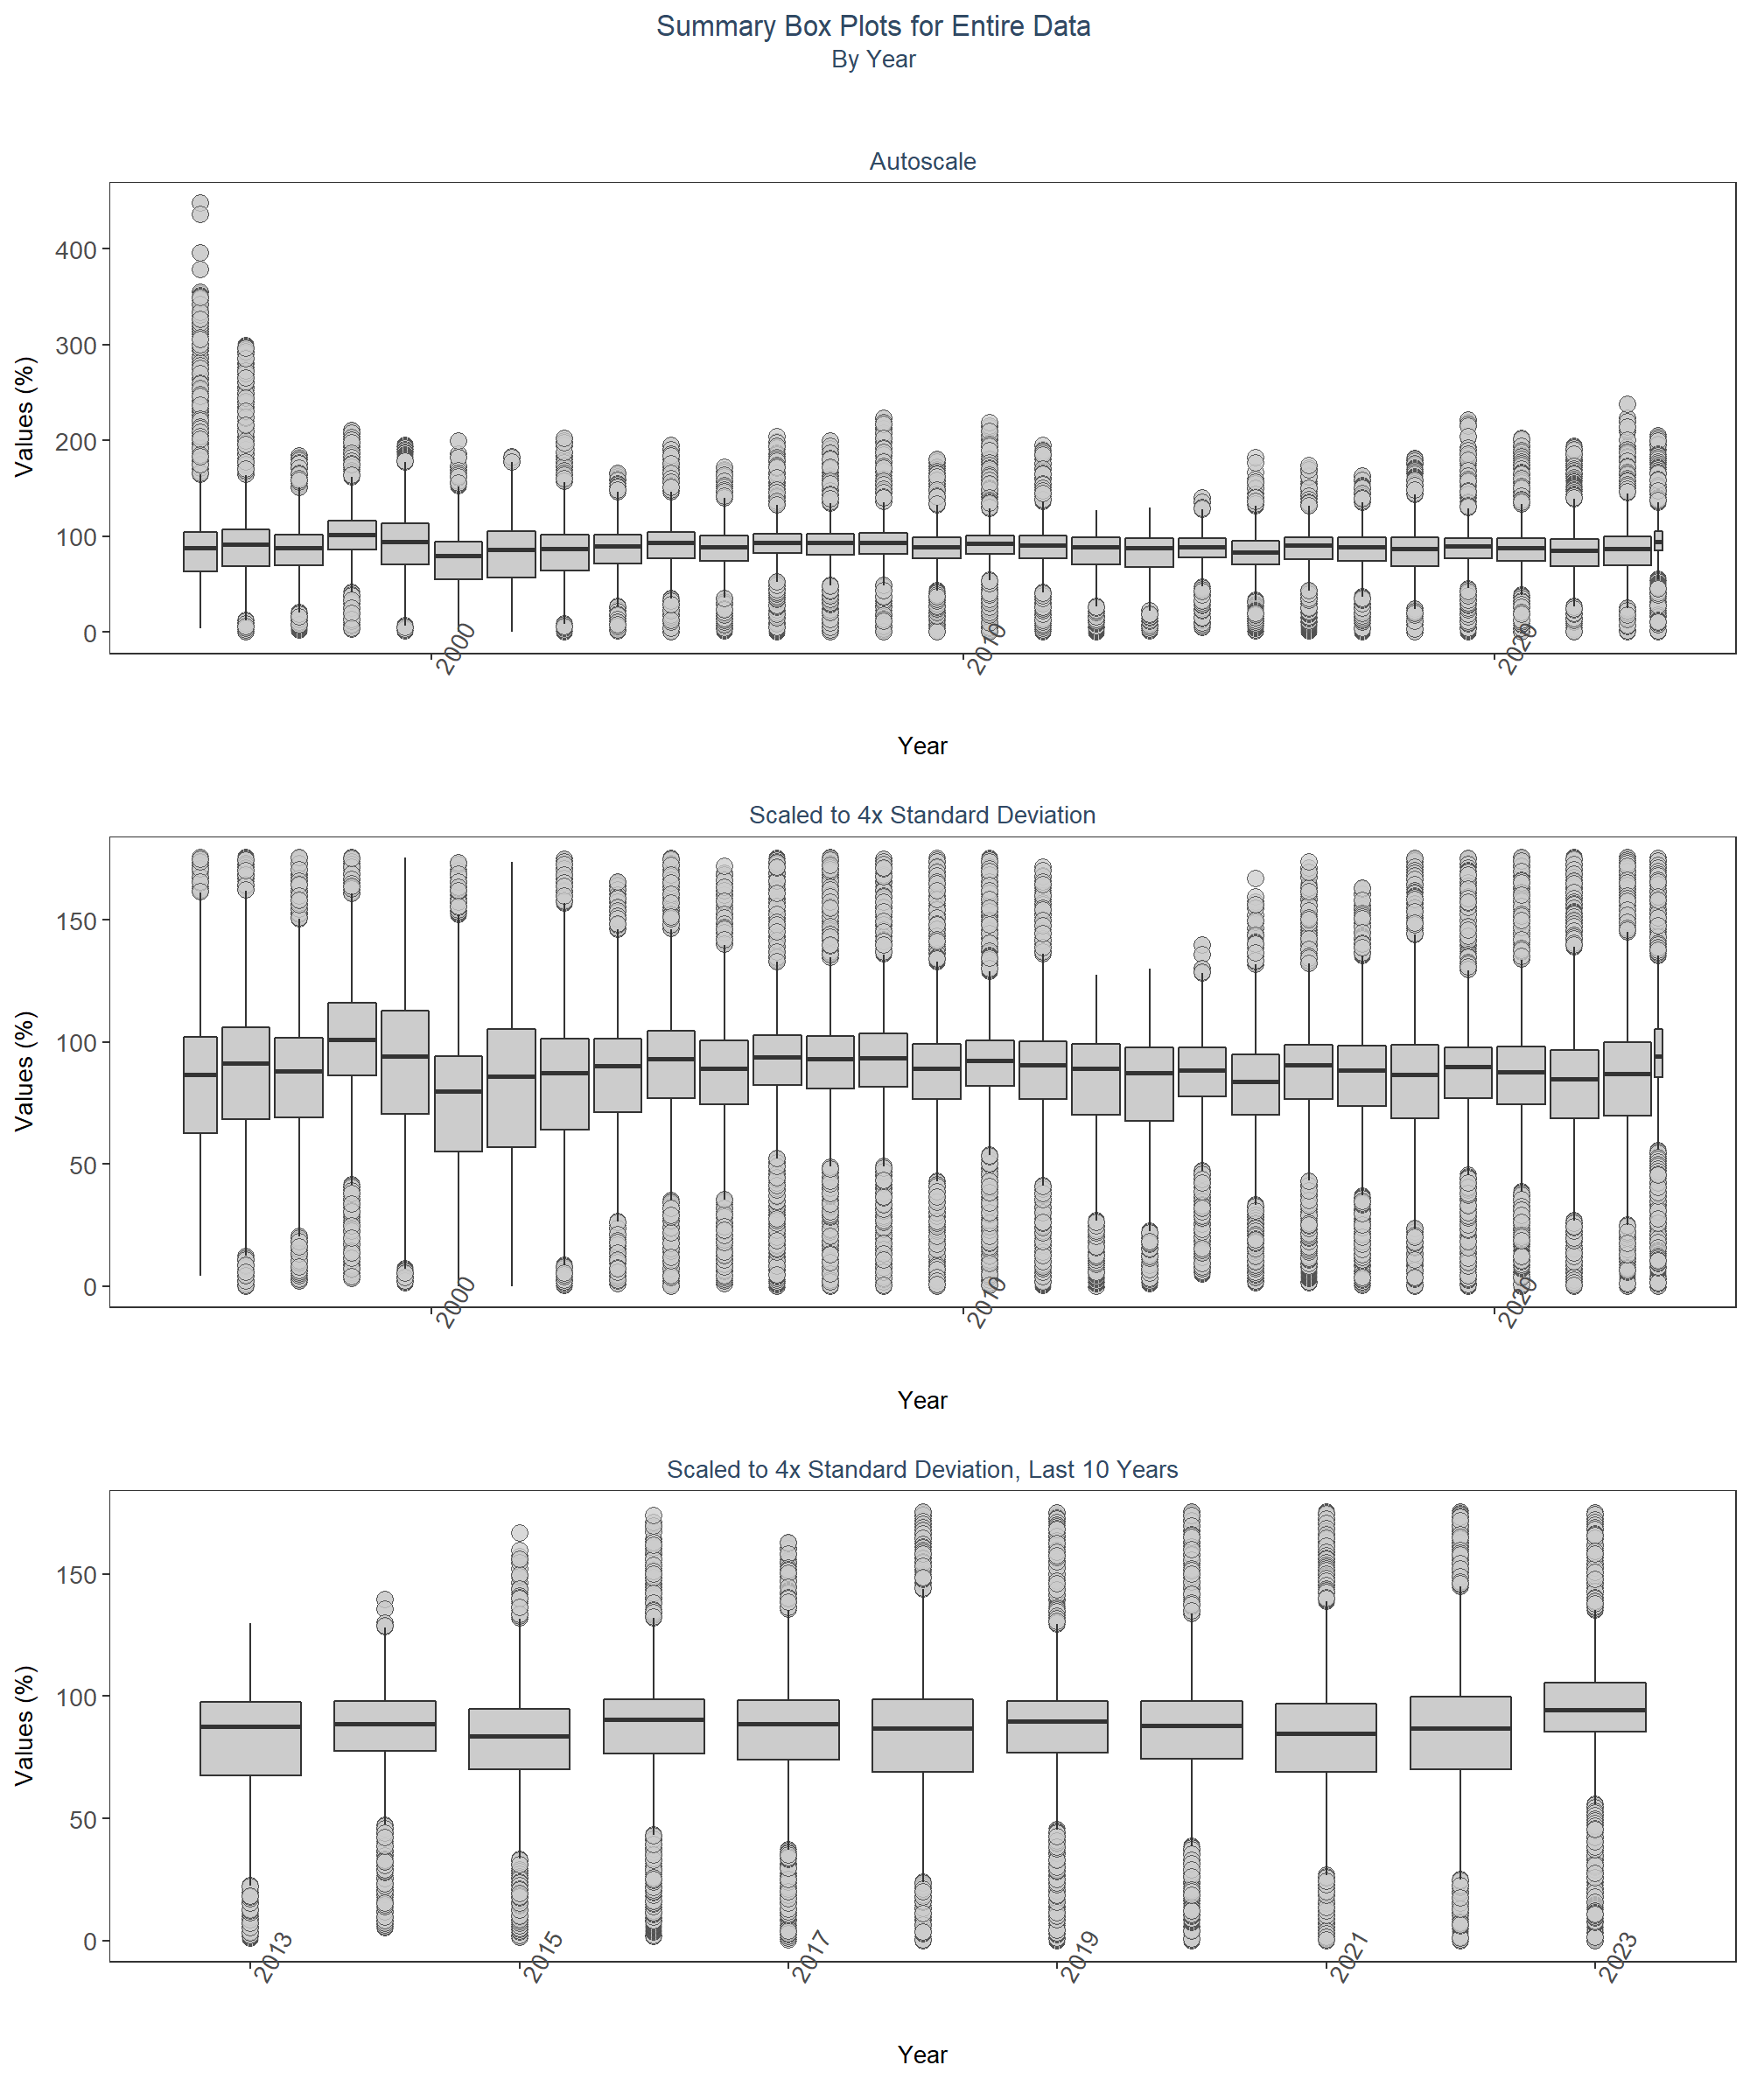 Summary Box Plots for Entire Data
By Year
Autoscale
Values (%)
400
300
200
100
0
2000
2010
2020
Year
Scaled to 4x Standard Deviation
Values (%)
150
100
50
0
2000
2010
2020
Year
Scaled to 4x Standard Deviation, Last 10 Years
Values (%)
150
100
50
0
2013
2015
2017
2019
2021
2023
Year